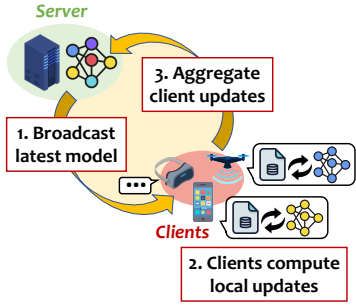 Server
3. Aggregate
client updates
1. Broadcast
latest model
Clients
2. Clients compute
local updates